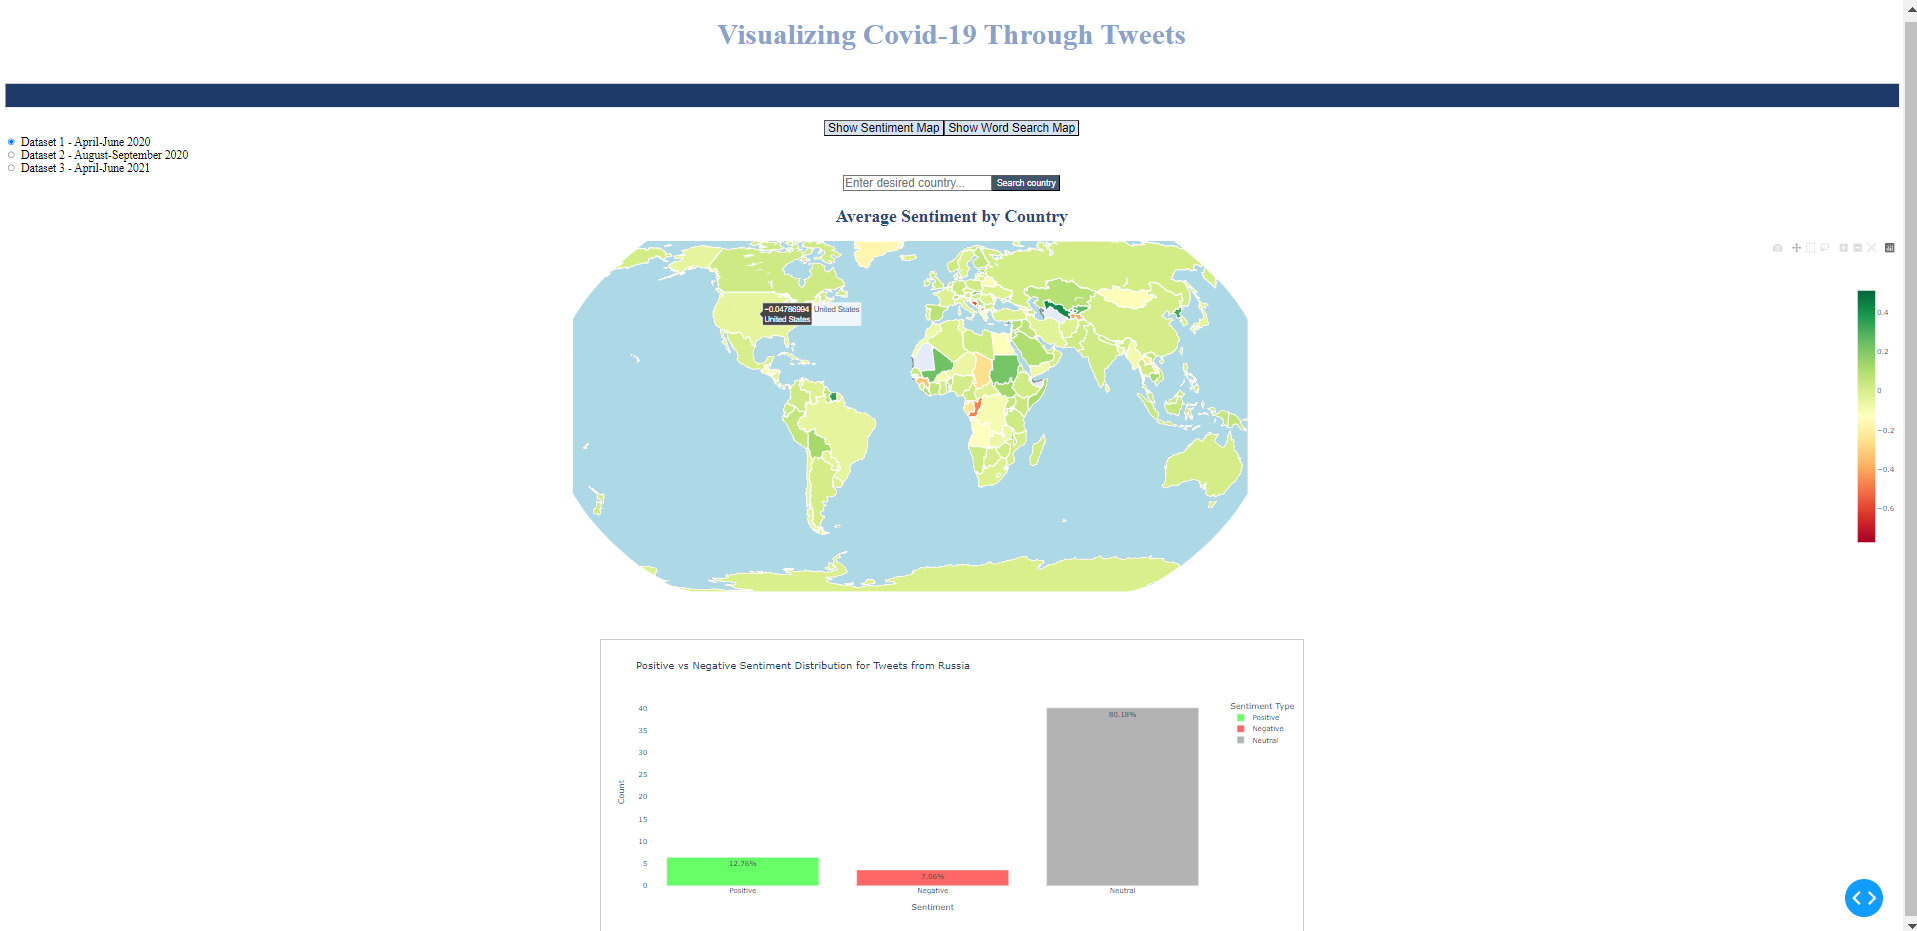 Visualizing Covid-19 Through Tweets
Show Sentiment Map Show Word Search Map
Dataset 1 - April-June 2020
Dataset 2 - August-September 2020
Dataset 3 - April-June 2021
Enter desired country... Search country
Average Sentiment by Country
−0.04786994 United States
United States
0.4
0.2
0
−0.2
−0.4
−0.6
Positive vs Negative Sentiment Distribution for Tweets from Russia
Sentiment Type
Positive
Negative
Neutral
40
35
30
25
20
15
10
5
0
Count
12.76%
7.06%
80.18%
Positive Negative Neutral
Sentiment